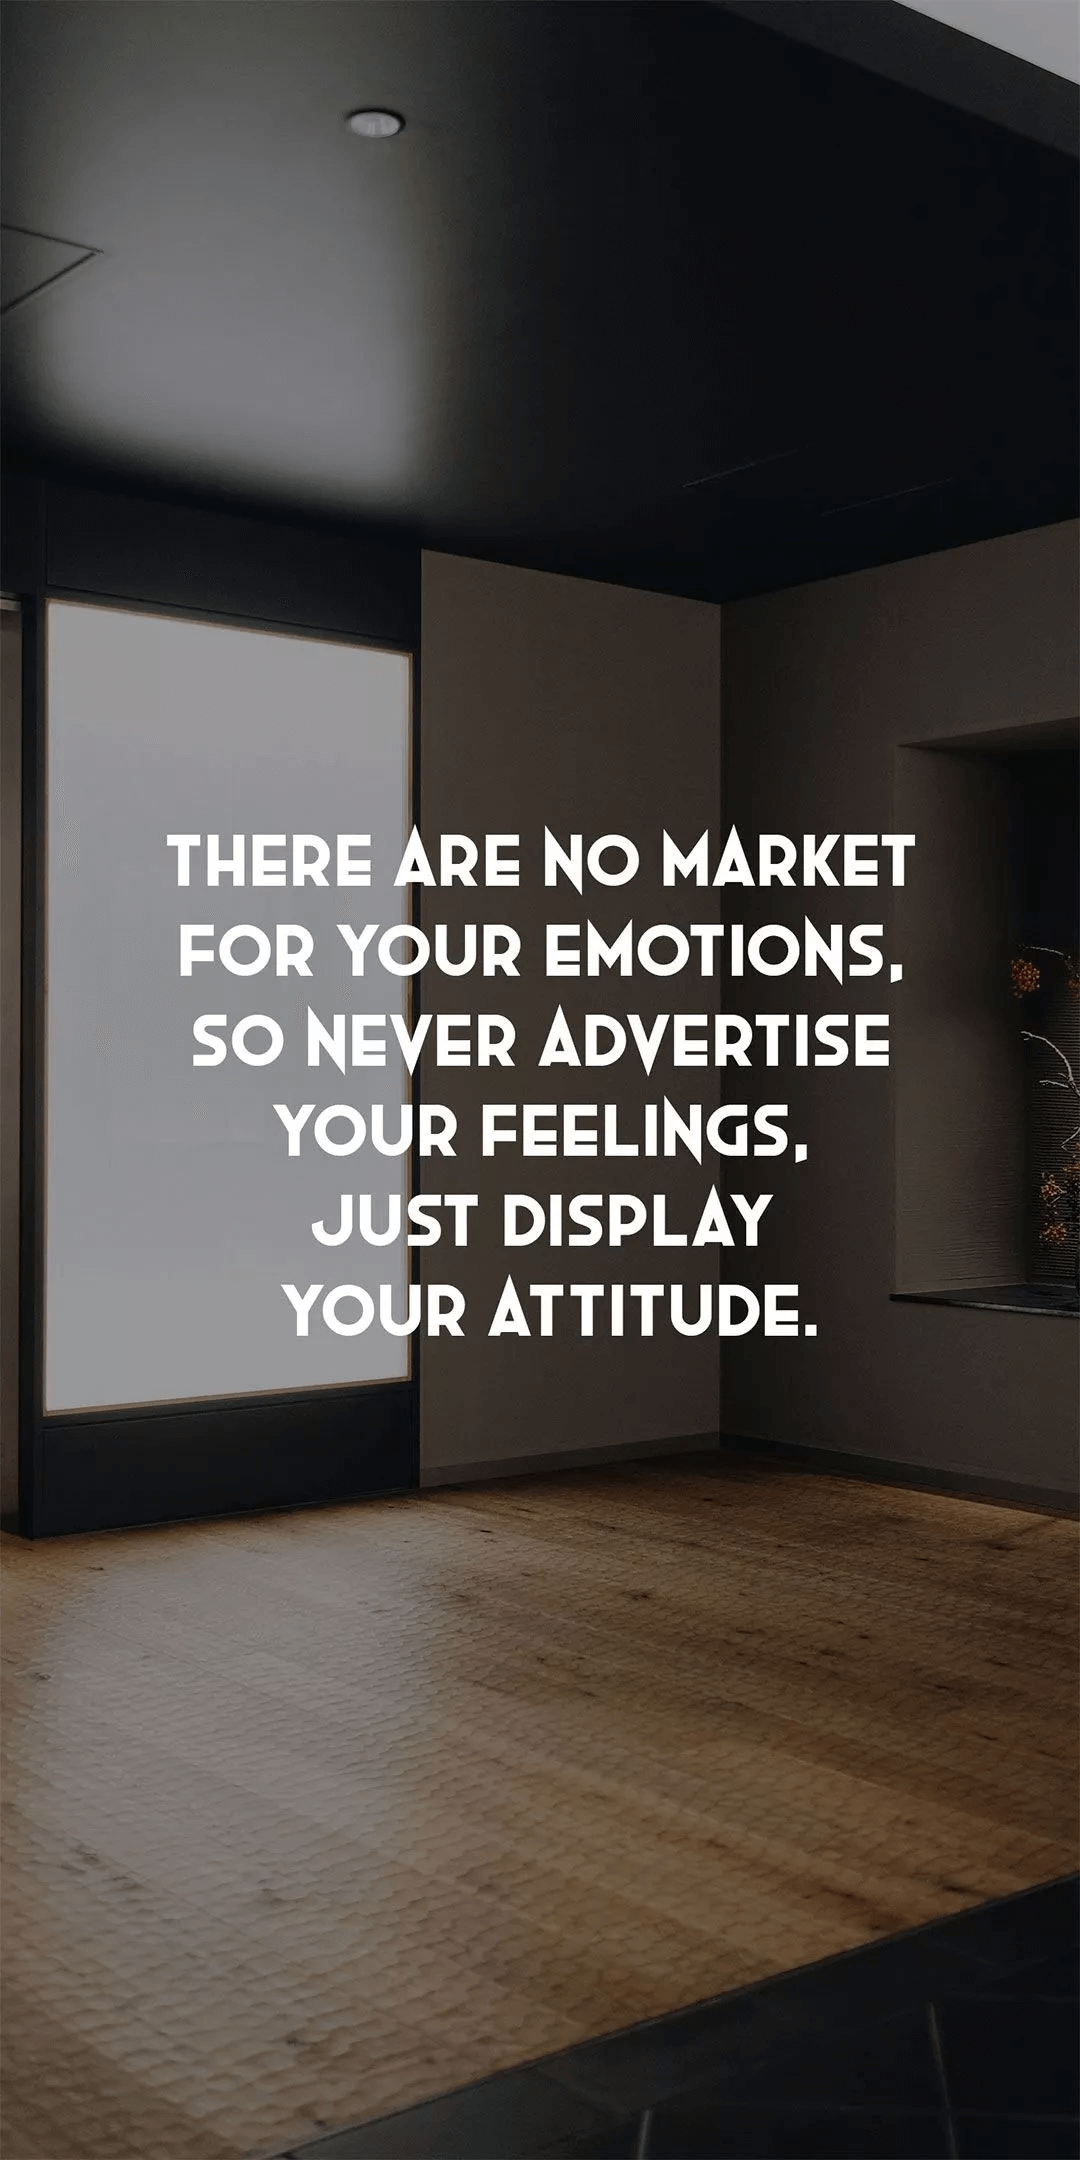 THERE ARE NO MARKET
FOR YOUR EMOTIONS,
SO NEVER ADVERTISE
YOUR FEELINGS,
JUST DISPLAY
YOUR ATTITUDE.